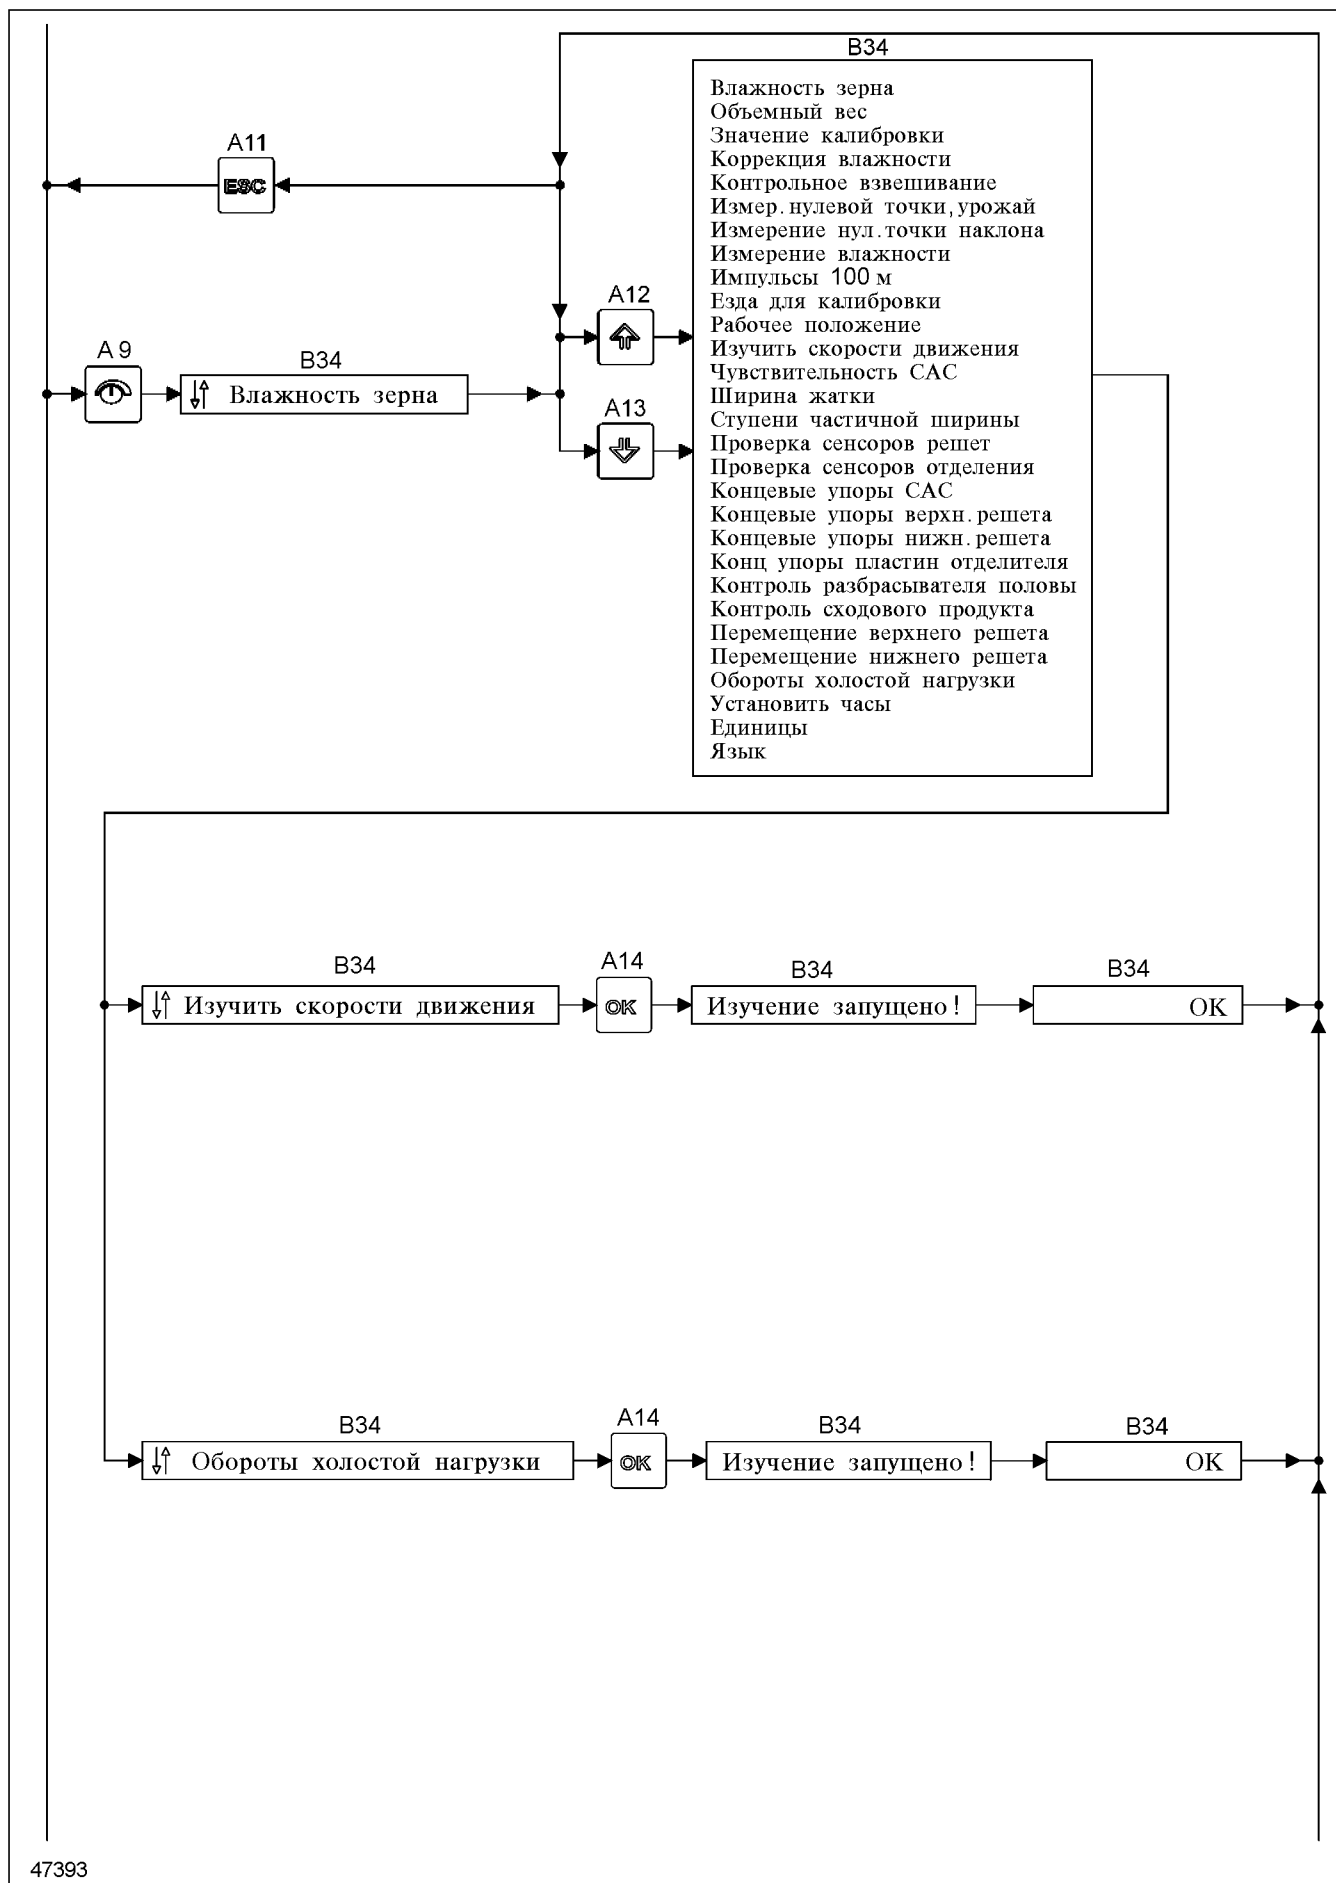 B34
Влажность зерна
Объемный вес
Значение калибровки
Коррекция влажности
Контрольное взвешивание
Измер.нулевой точки,урожай
Измерение нул.точки наклона
Измерение влажности
Импульсы 100 м
Езда для калибровки
Рабочее положение
Изучить скорости движения
Чувствительность САС
Ширина жатки
Ступени частичной ширины
Проверка сенсоров решет
Проверка сенсоров отделения
Концевые упоры САС
Концевые упоры верхн.решета
Концевые упоры нижн.решета
Конц упоры пластин отделителя
Контроль разбрасывателя половы
Контроль сходового продукта
Перемещение верхнего решета
Перемещение нижнего решета
Обороты холостой нагрузки
Установить часы
Единицы
Язык
A11
ESC
A12
A 9
B34
Влажность зерна
A13
B34
Изучить скорости движения
A14
OK
B34
Изучение запущено!
B34
OK
B34
Обороты холостой нагрузки
A14
OK
B34
Изучение запущено!
B34
OK
47393